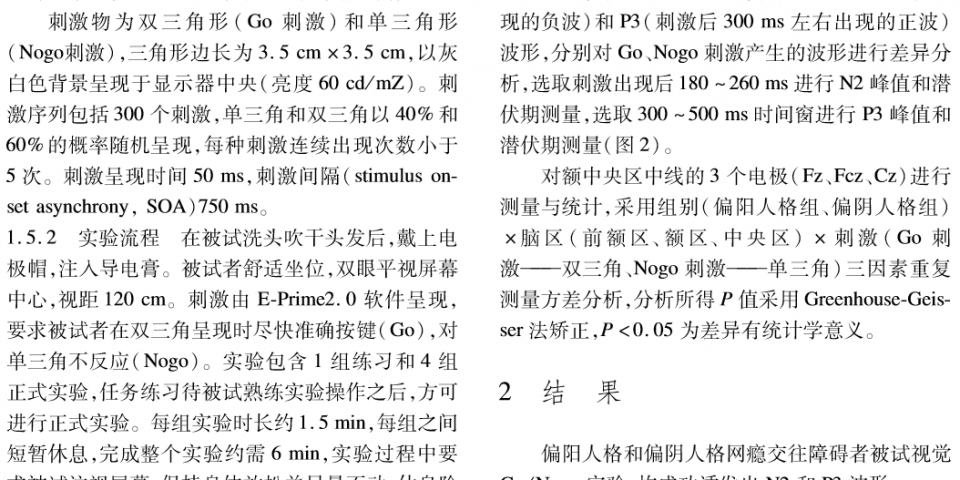 刺激物为双三角形(Go 刺激)和单三角形
(Nogo刺激),三角形边长为 3.5 cm×3.5 cm,以灰
白色背景呈现于显示器中央(亮度 60 cd/mZ)。刺
激序列包括 300 个刺激,单三角和双三角以 40% 和
60% 的概率随机呈现,每种刺激连续出现次数小于
5 次。刺激呈现时间 50 ms,刺激间隔(stimulus on-
set asynchrony, SOA)750 ms。
1.5.2 实验流程 在被试洗头吹干头发后,戴上电
极帽,注入导电膏。被试者舒适坐位,双眼平视屏幕
中心,视距 120 cm。刺激由 E-Prime2.0 软件呈现,
要求被试者在双三角呈现时尽快准确按键(Go),对
单三角不反应(Nogo)。实验包含 1 组练习和 4 组
正式实验,任务练习待被试熟练实验操作之后,方可
进行正式实验。每组实验时长约 1.5 min,每组之间
短暂休息,完成整个实验约需 6 min,实验过程中要
现的负波)和 P3(刺激后 300 ms 左右出现的正波)
波形,分别对 Go、Nogo 刺激产生的波形进行差异分
析,选取刺激出现后 180~260 ms 进行 N2 峰值和潜
伏期测量,选取 300~500 ms 时间窗进行 P3 峰值和
潜伏期测量(图 2)。
对额中央区中线的 3 个电极(Fz、Fcz、Cz)进行
测量与统计,采用组别(偏阳人格组、偏阴人格组)
×脑区(前额区、额区、中央区)×刺激(Go 刺
激——双三角、Nogo 刺激——单三角)三因素重复
测量方差分析,分析所得 P 值采用 Greenhouse-Geis-
ser 法矫正,P<0.05 为差异有统计学意义。
2 结 果
偏阳人格和偏阴人格网瘾交往障碍者被试视觉